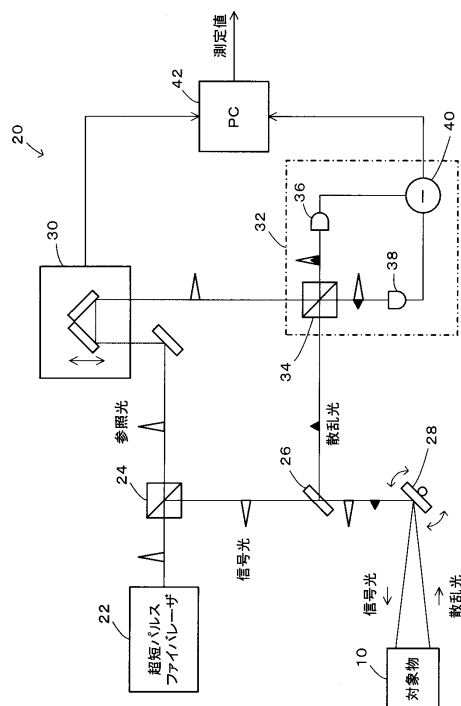 20
22
超短パルス
ファイバレーザ
24
参照光
30
42
PC
測定値
信号光
26
散乱光
34
32
36
38
40
10
対象物
信号光
散乱光
28